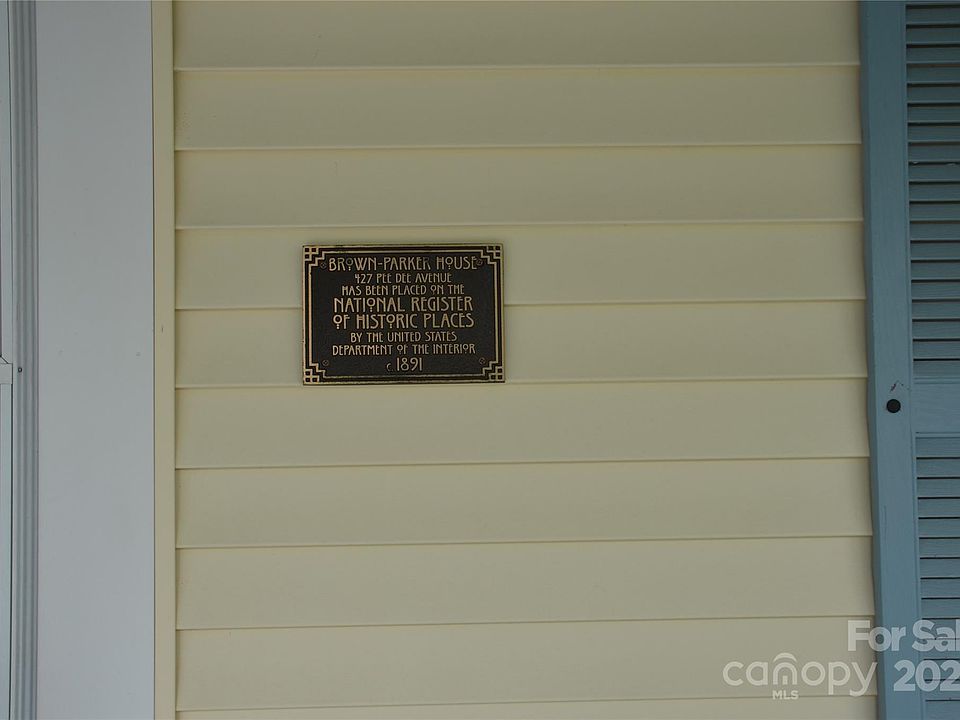 BROWN-PARKER HOUSE
427 PEE DEE AVENUE
HAS BEEN PLACED ON THE
NATIONAL REGISTER
OF HISTORIC PLACES
BY THE UNITED STATES
DEPARTMENT OF THE INTERIOR
c 1891
For Sal
canopy 202
MLS